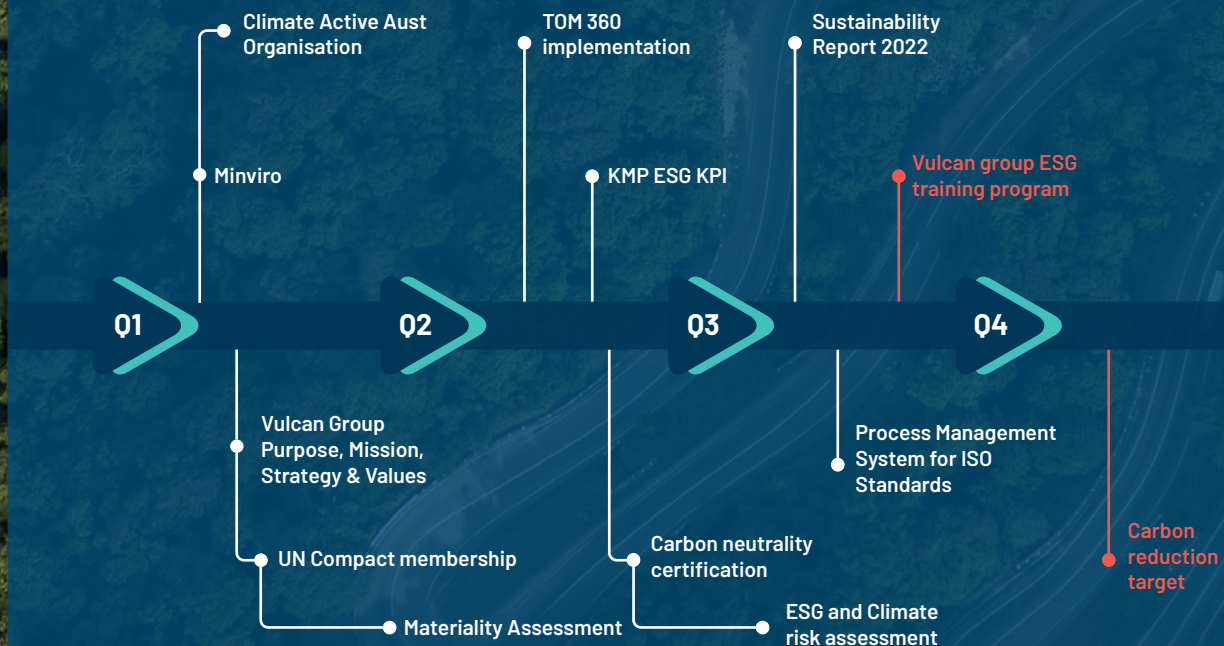 Climate Active Aust
Organisation
TOM 360
implementation
Sustainability
Report 2022
Minviro
KMP ESG KPI
Vulcan group ESG
training program
Q1
Q2
Q3
Q4
Vulcan Group
Purpose, Mission,
Strategy & Values
Process Management
System for ISO
Standards
UN Compact membership
Carbon neutrality
certification
Carbon
reduction
target
Materiality Assessment
ESG and Climate
risk assessment